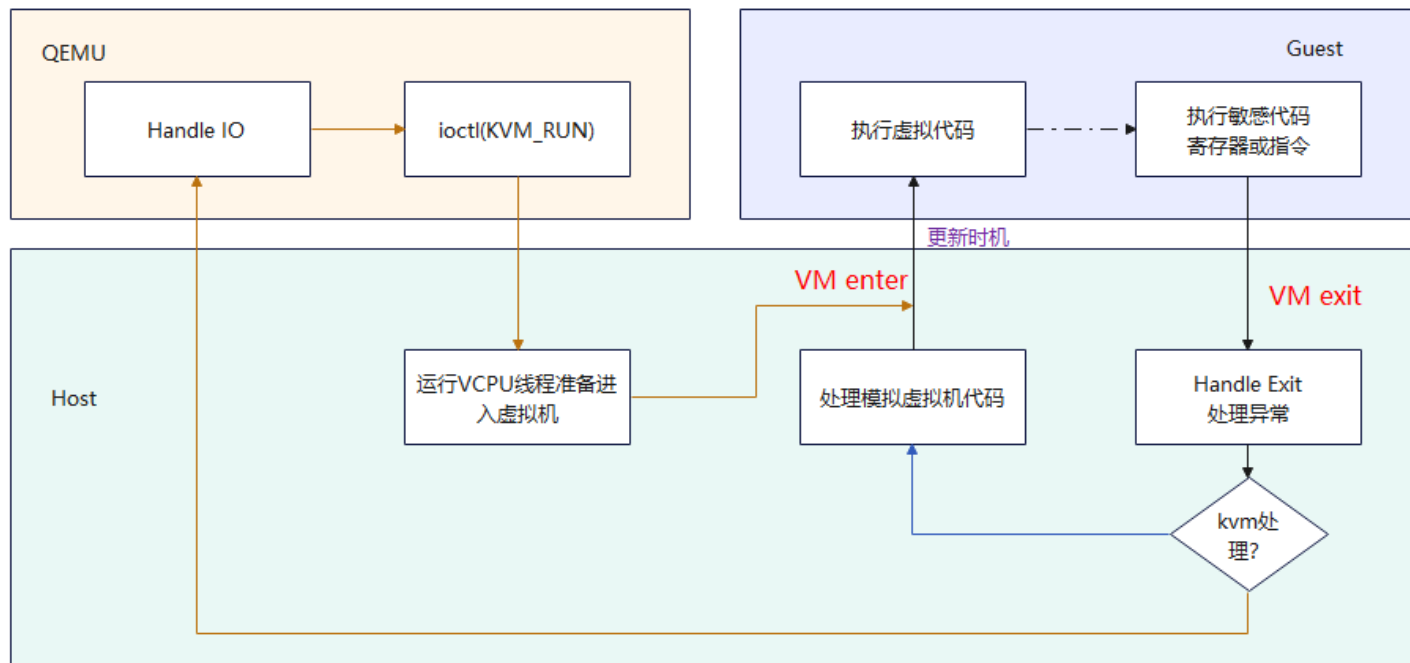 QEMU
Guest
Handle IO
ioctl(KVM_RUN)
执行虚拟代码
执行敏感代码
寄存器或指令
更新时机
VM enter
VM exit
Host
运行VCPU线程准备进
入虚拟机
处理模拟虚拟机代码
Handle Exit
处理异常
kvm处
理?